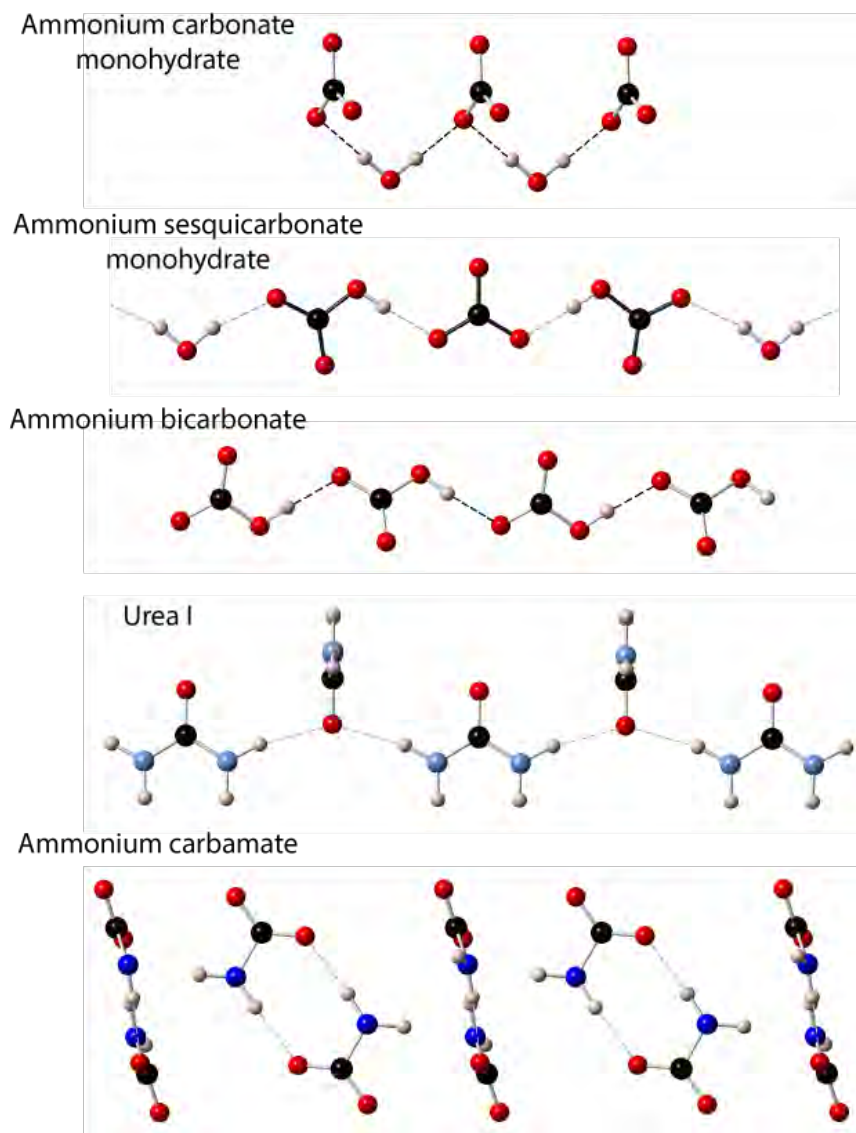 Ammonium carbonate
monohydrate
Ammonium sesquicarbonate
monohydrate
Ammonium bicarbonate
Urea I
Ammonium carbamate